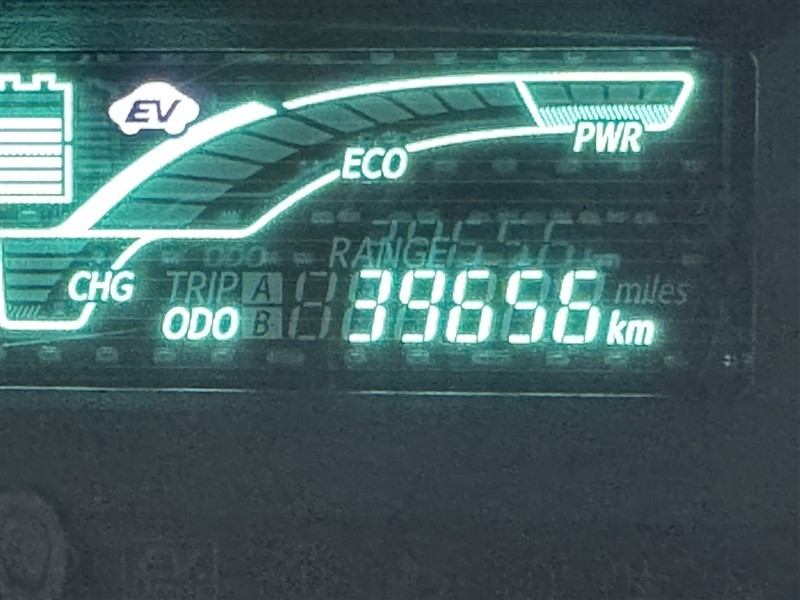 EV
PWR
ECO
RANGE
CHG TRIP A miles
ODO B 39656 km